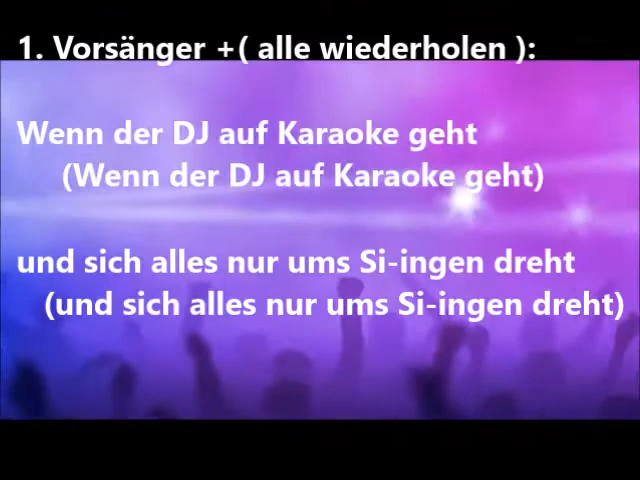 1. Vorsänger +( alle wiederholen ):
Wenn der DJ auf Karaoke geht
(Wenn der DJ auf Karaoke geht)
und sich alles nur ums Si-ingen dreht
(und sich alles nur ums Si-ingen dreht)